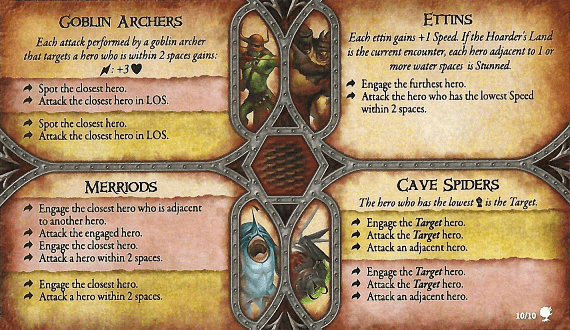 GOBLIN ARCHERS
Each attack performed by a goblin archer
that targets a hero who is within 2 spaces gains:
: +3
Spot the closest hero.
Attack the closest hero in LOS.
Spot the closest hero.
Attack the closest hero in LOS.
ETTINS
Each ettin gains +1 Speed. If the Hoarder's Land
is the current encounter, each hero adjacent to 1 or
more water spaces is Stunned.
Engage the furthest hero.
Attack the hero who has the lowest Speed
within 2 spaces.
MERRIODS
Engage the closest hero who is adjacent
to another hero.
Attack the engaged hero.
Engage the closest hero.
Attack a hero within 2 spaces.
Engage the closest hero.
Attack a hero within 2 spaces.
CAVE SPIDERS
The hero who has the lowest is the Target.
Engage the Target hero.
Attack the Target hero.
Attack an adjacent hero.
Engage the Target hero.
Attack the Target hero.
Attack an adjacent hero.
10/10